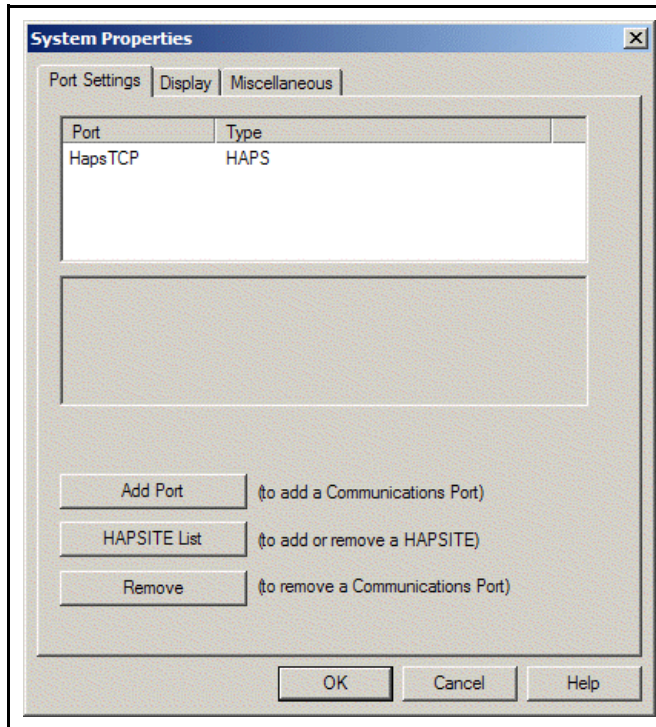 System Properties
Port Settings Display Miscellaneous
Port Type
HapsTCP HAPS
Add Port (to add a Communications Port)
HAPSITE List (to add or remove a HAPSITE)
Remove (to remove a Communications Port)
OK Cancel Help